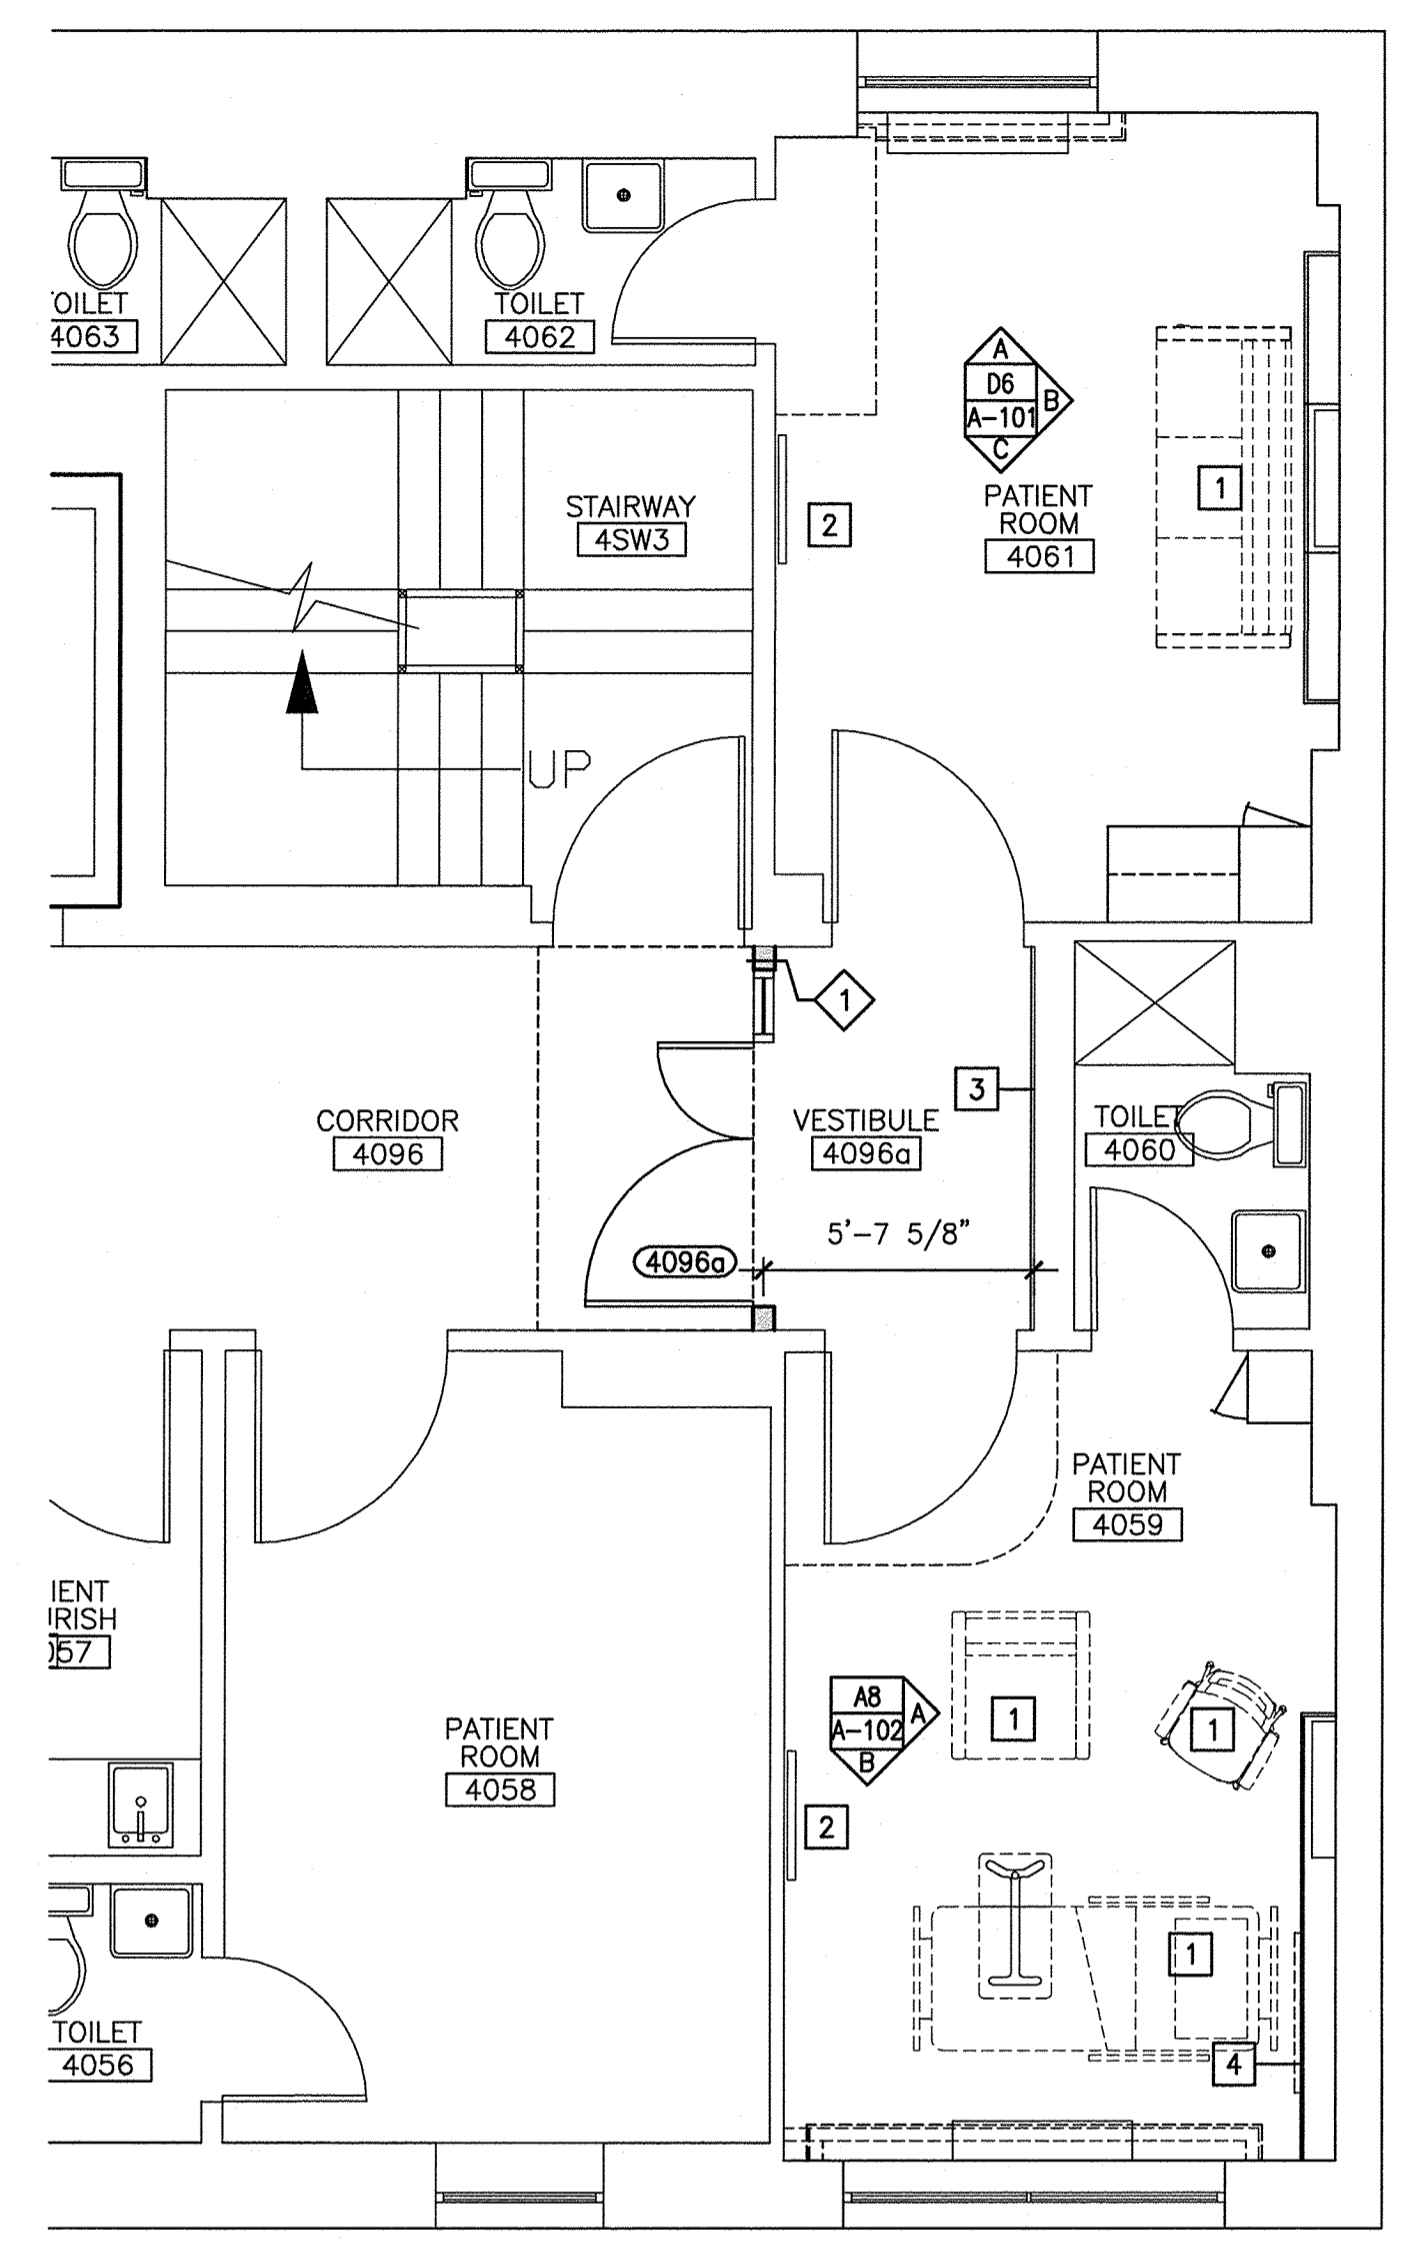 TOILET
4062
OILET
4063
A
D6
B
A-101
C
PATIENT
ROOM
4061
1
2
STAIRWAY
4SW3
UP
1
3
CORRIDOR
4096
VESTIBULE
4096a
TOILET
4060
5'-7 5/8"
4096a
PATIENT
ROOM
4059
IENT
IRISH
057
PATIENT
ROOM
4058
A8
A
A-102
B
1
1
2
1
4
TOILET
4056